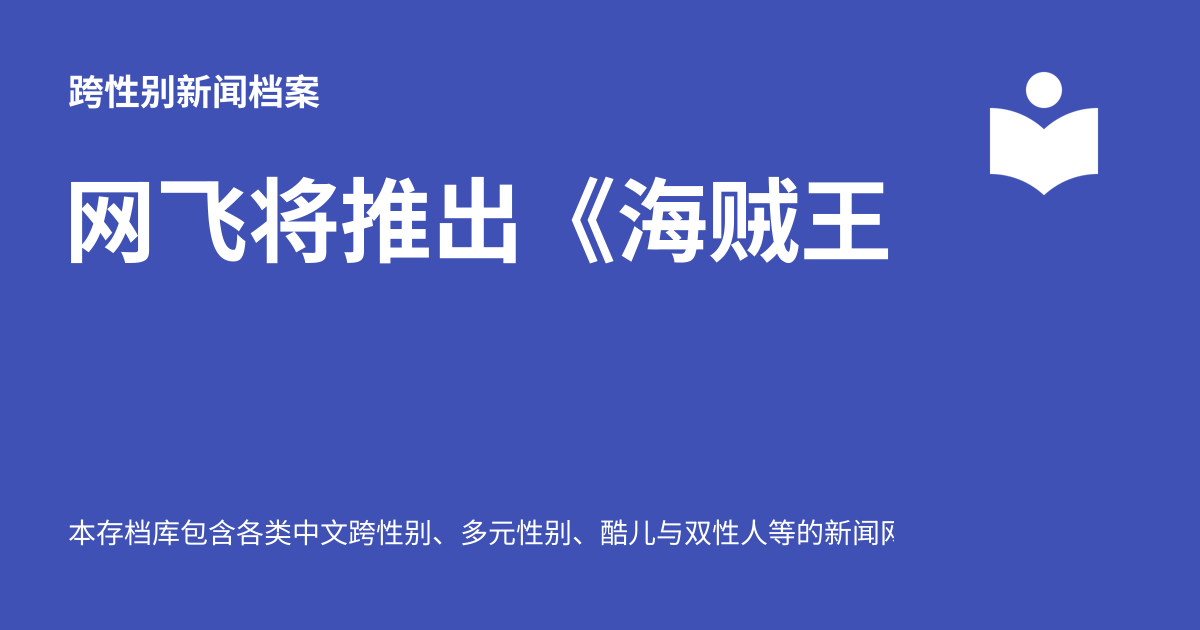 跨性别新闻档案
网飞将推出《海贼王
本存档库包含各类中文跨性别、多元性别、酷儿与双性人等的新闻网